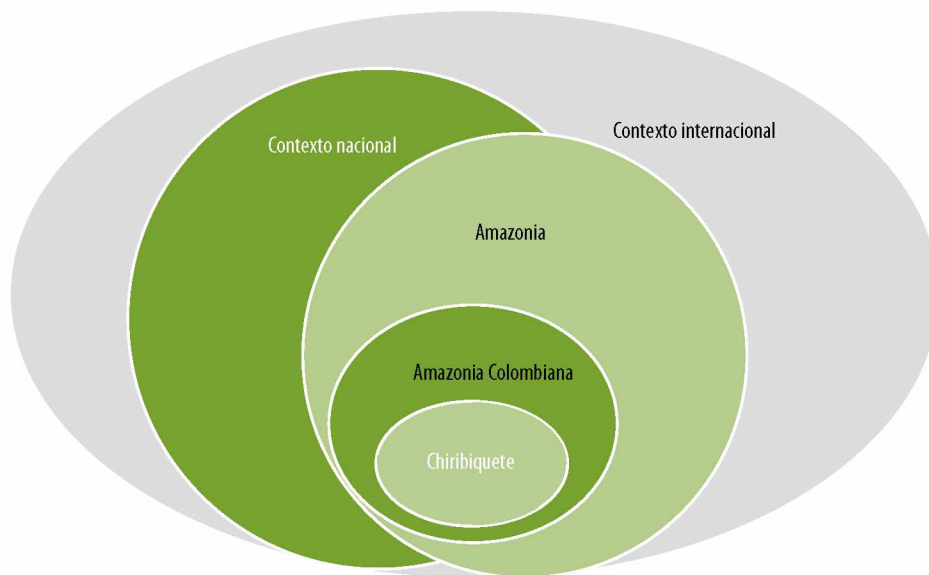 Contexto internacional
Contexto nacional
Amazonia
Amazonia Colombiana
Chiribiquete